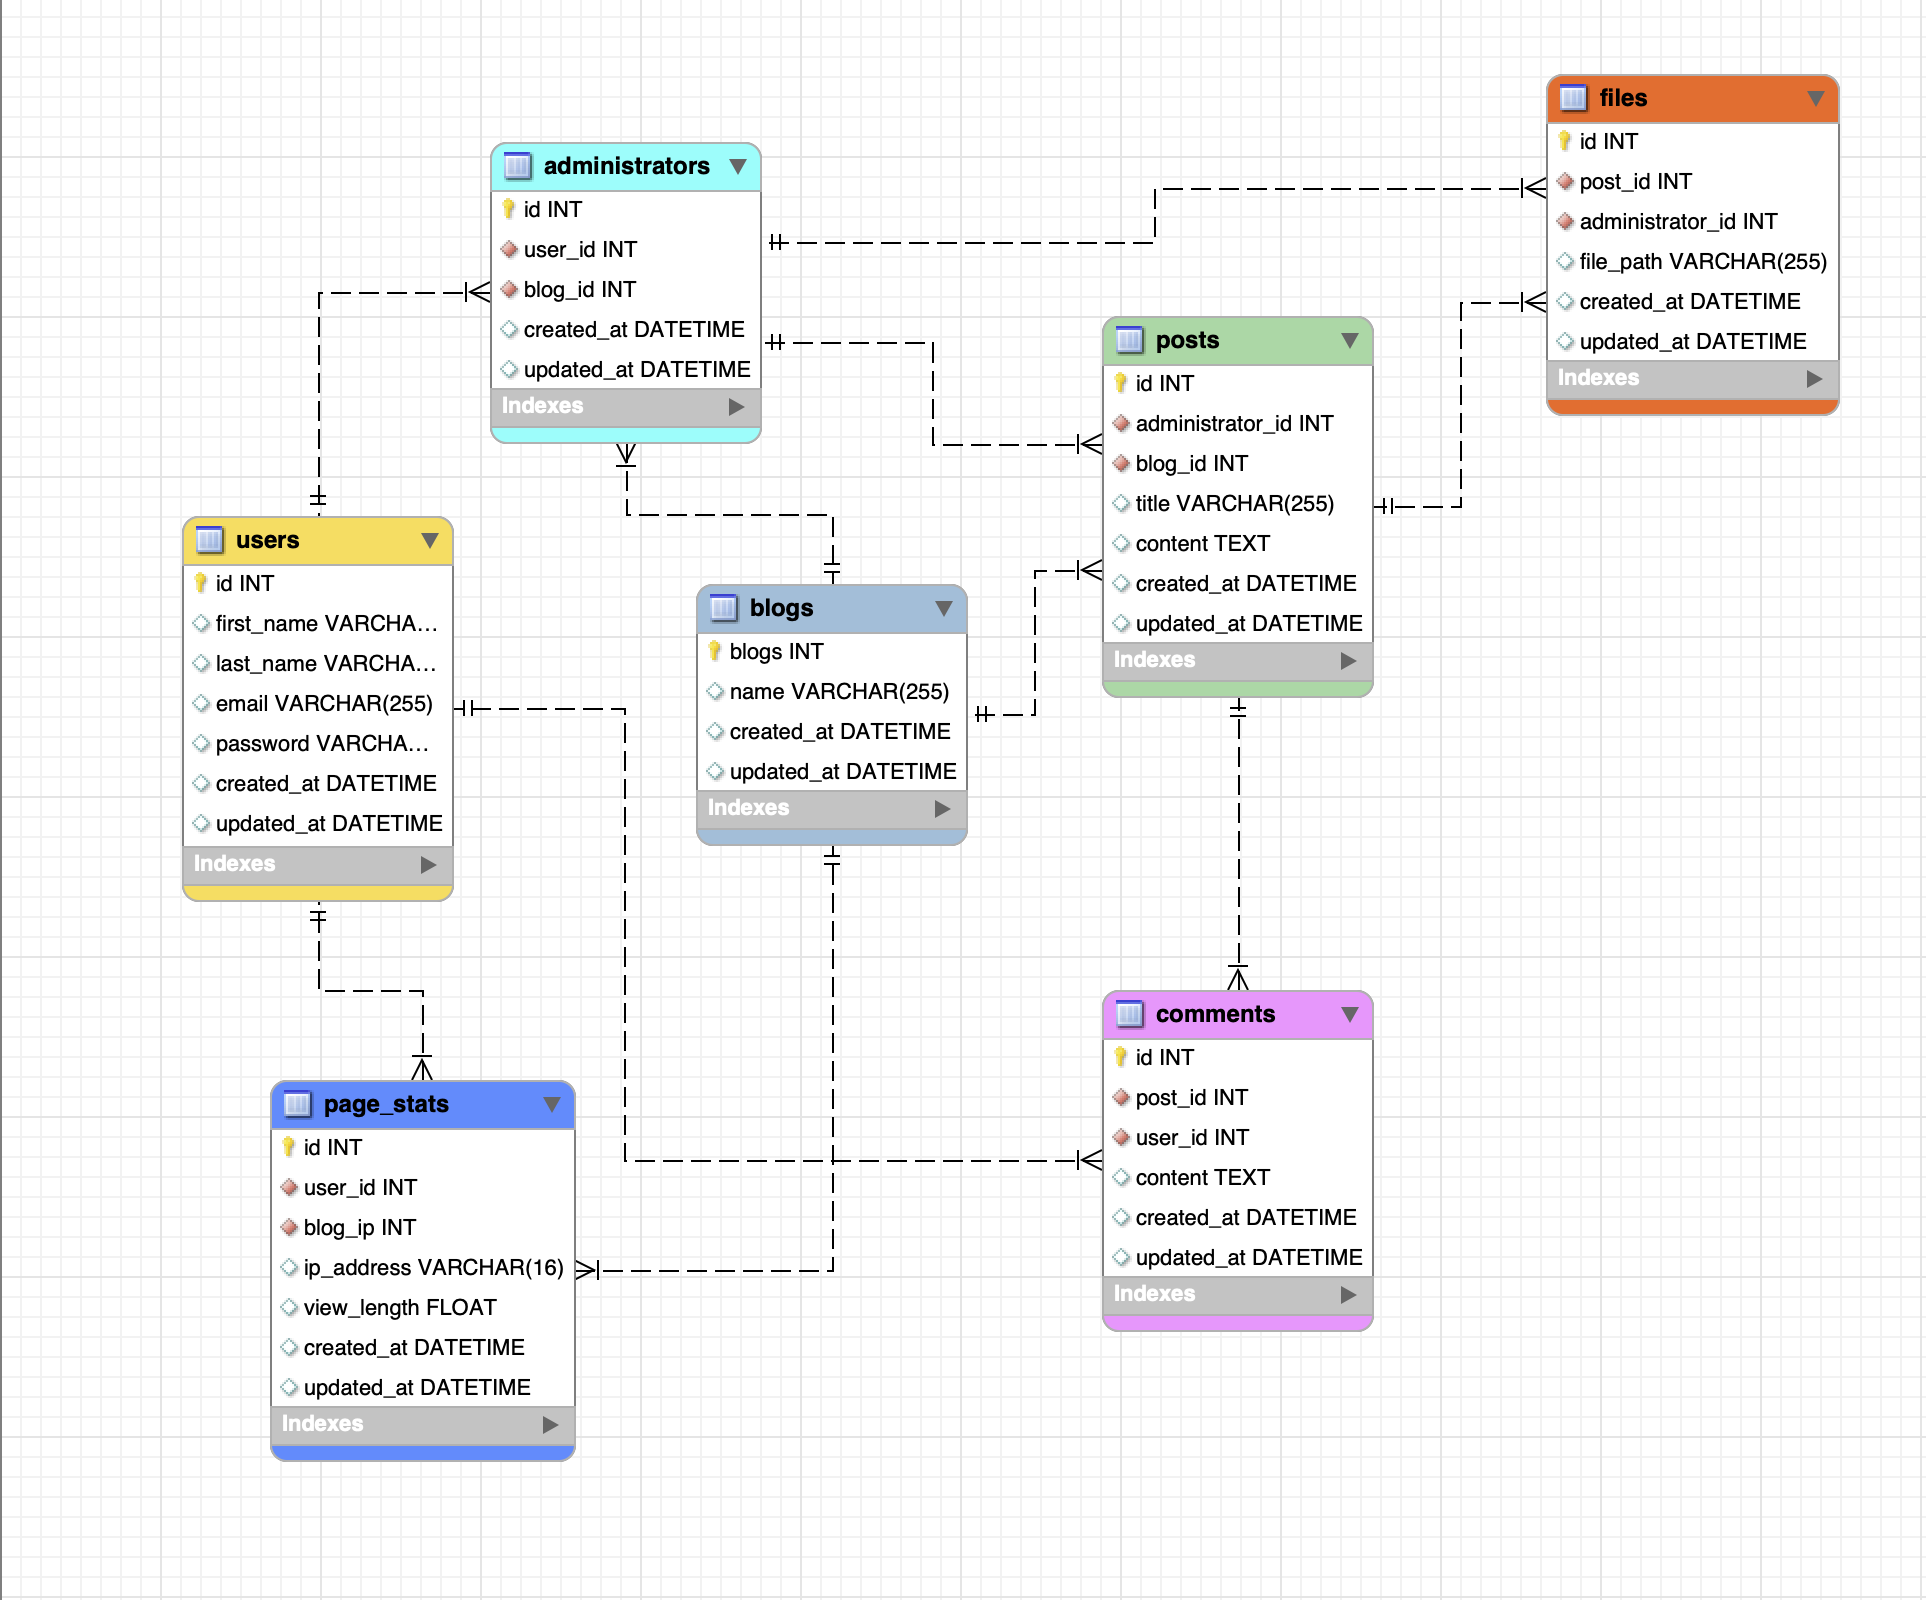 files
id INT
post_id INT
administrator_id INT
file_path VARCHAR(255)
created_at DATETIME
updated_at DATETIME
Indexes
administrators
id INT
user_id INT
blog_id INT
created_at DATETIME
updated_at DATETIME
Indexes
posts
id INT
administrator_id INT
blog_id INT
title VARCHAR(255)
content TEXT
created_at DATETIME
updated_at DATETIME
Indexes
users
id INT
first_name VARCHA...
last_name VARCHA...
email VARCHAR(255)
password VARCHA...
created_at DATETIME
updated_at DATETIME
Indexes
blogs
blogs INT
name VARCHAR(255)
created_at DATETIME
updated_at DATETIME
Indexes
comments
id INT
post_id INT
user_id INT
content TEXT
created_at DATETIME
updated_at DATETIME
Indexes
page_stats
id INT
user_id INT
blog_ip INT
ip_address VARCHAR(16)
view_length FLOAT
created_at DATETIME
updated_at DATETIME
Indexes